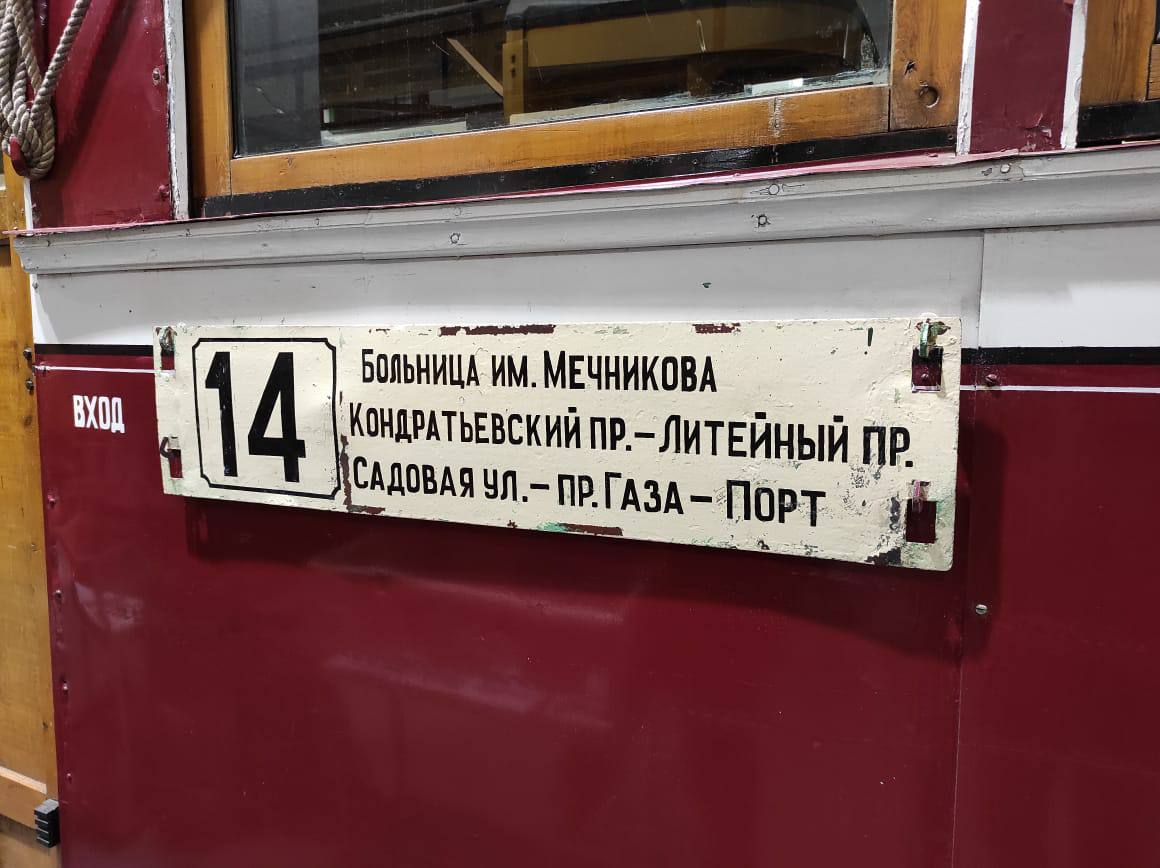 ВХОД
14
Больница им. Мечникова
Кондратьевский пр.–Литейный пр.
Садовая ул.– пр.Газа– Порт